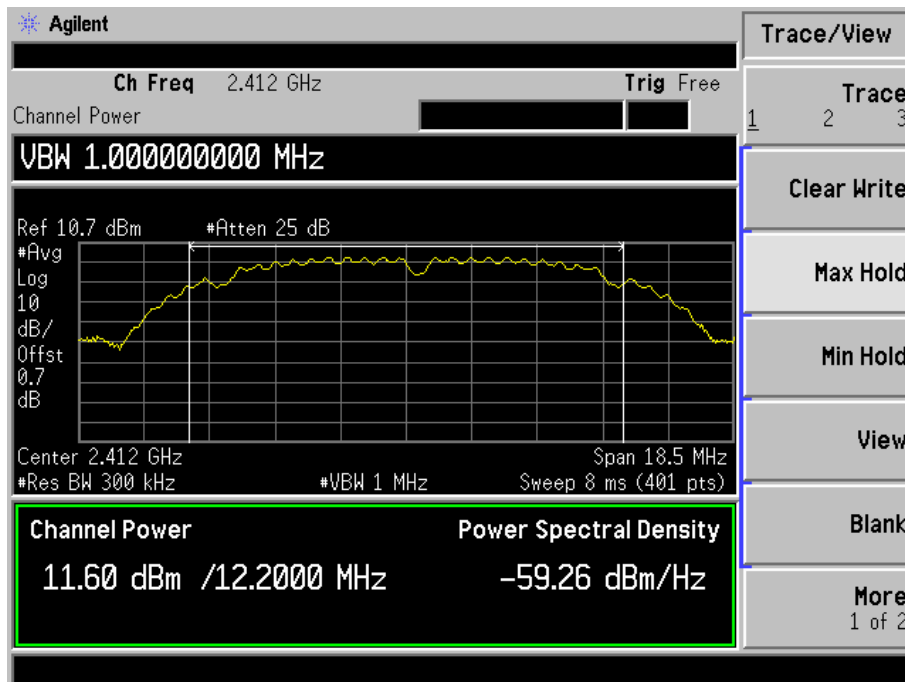 Agilent
Trace/View
Ch Freq 2.412 GHz Trig Free
Channel Power
Trace
1 2 3
VBW 1.000000000 MHz
Clear Write
Ref 10.7 dBm #Atten 25 dB
#Avg
Log
10
dB/
Offst
0.7
dB
Max Hold
Min Hold
View
Center 2.412 GHz Span 18.5 MHz
#Res BW 300 kHz #VBW 1 MHz Sweep 8 ms (401 pts)
Blank
Channel Power Power Spectral Density
11.60 dBm /12.2000 MHz -59.26 dBm/Hz
More
1 of 2